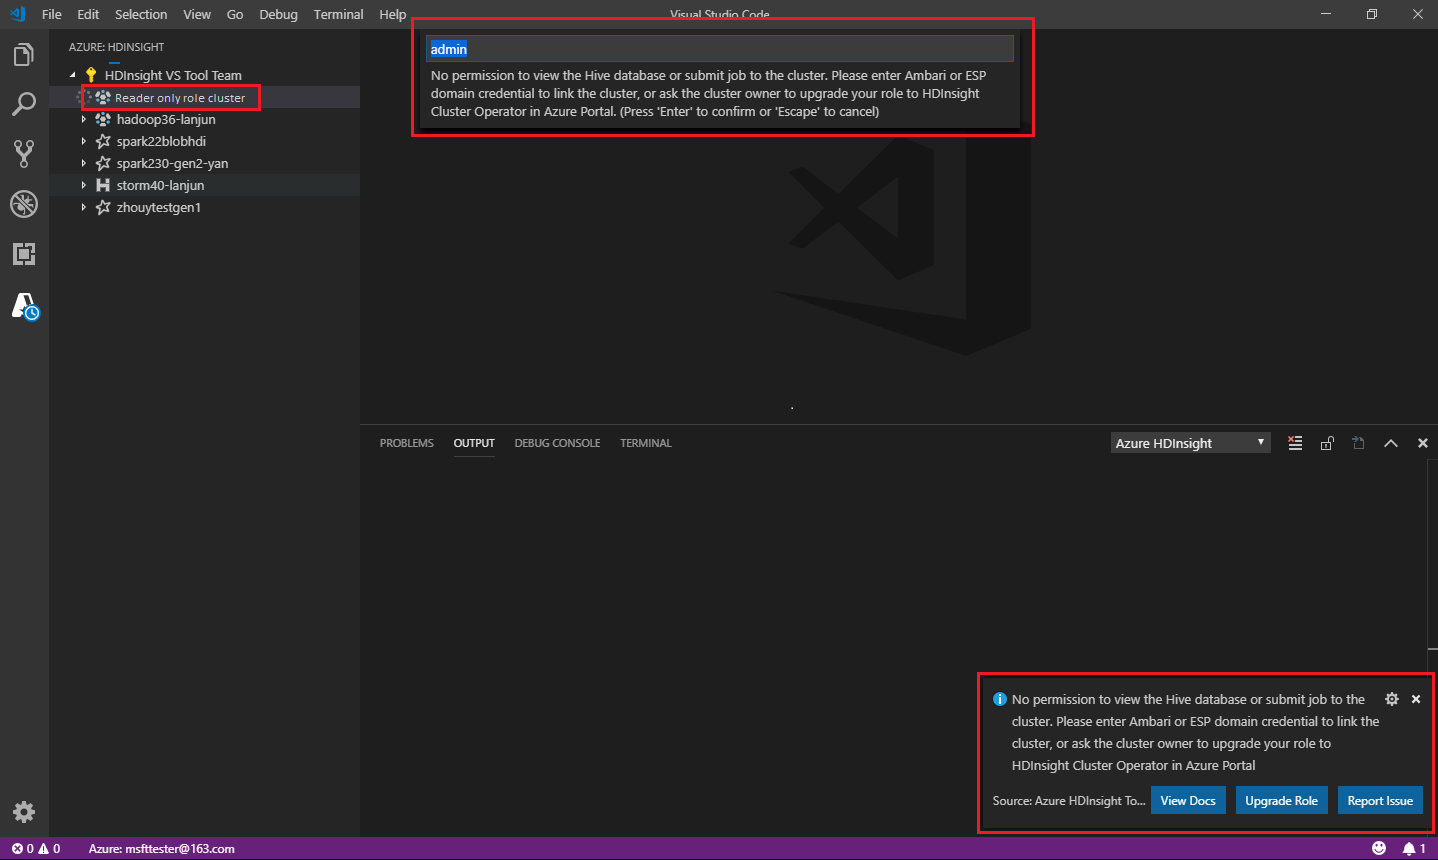 File Edit Selection View Go Debug Terminal Help
Visual Studio Code
AZURE: HDINSIGHT
HDInsight VS Tool Team
Reader only role cluster
hadoop36-lanjun
spark22blobhdi
spark230-gen2-yan
storm40-lanjun
zhouytestgen1
admin
No permission to view the Hive database or submit job to the cluster. Please enter Ambari or ESP
domain credential to link the cluster, or ask the cluster owner to upgrade your role to HDInsight
Cluster Operator in Azure Portal. (Press 'Enter' to confirm or 'Escape' to cancel)
PROBLEMS OUTPUT DEBUG CONSOLE TERMINAL
Azure HDInsight
No permission to view the Hive database or submit job to the
cluster. Please enter Ambari or ESP domain credential to link the
cluster, or ask the cluster owner to upgrade your role to
HDInsight Cluster Operator in Azure Portal
Source: Azure HDInsight To... View Docs Upgrade Role Report Issue
0 0 Azure: msfttester@163.com 1